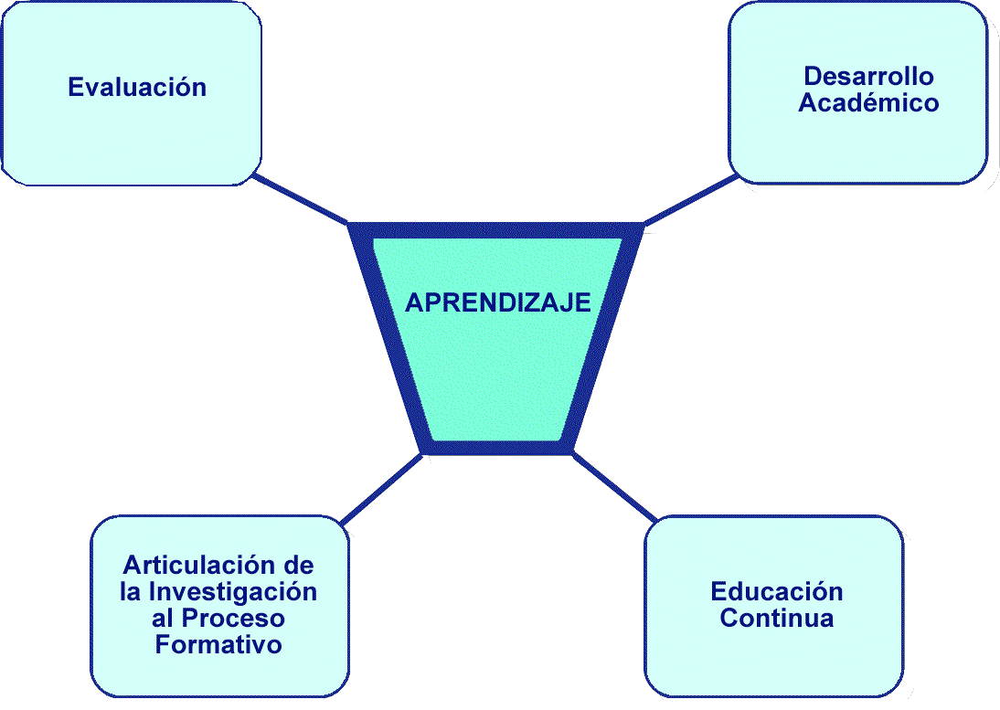 Evaluación
Desarrollo
Académico
APRENDIZAJE
Articulación de
la Investigación
al Proceso
Formativo
Educación
Continua